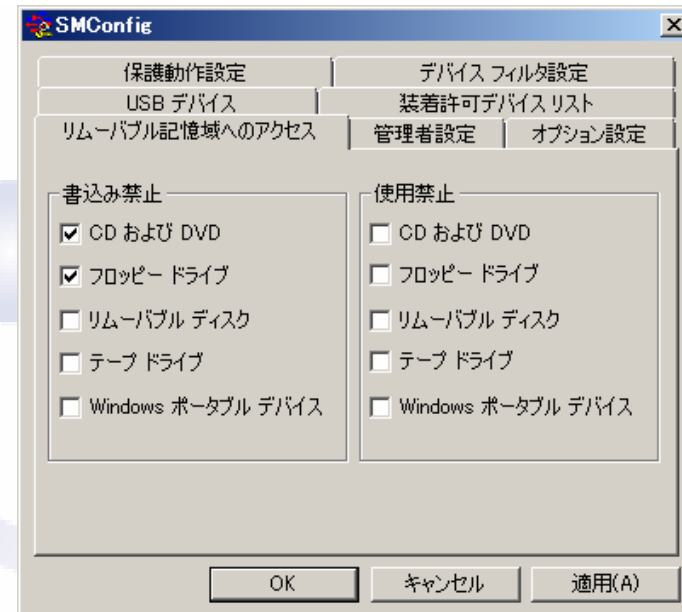 SMConfig
保護動作設定 デバイス フィルタ設定
USB デバイス 装着許可デバイス リスト
リムーバブル記憶域へのアクセス 管理者設定 オプション設定
書込み禁止
CD および DVD
フロッピー ドライブ
リムーバブル ディスク
テープ ドライブ
Windows ポータブル デバイス
使用禁止
CD および DVD
フロッピー ドライブ
リムーバブル ディスク
テープ ドライブ
Windows ポータブル デバイス
OK キャンセル 適用(A)